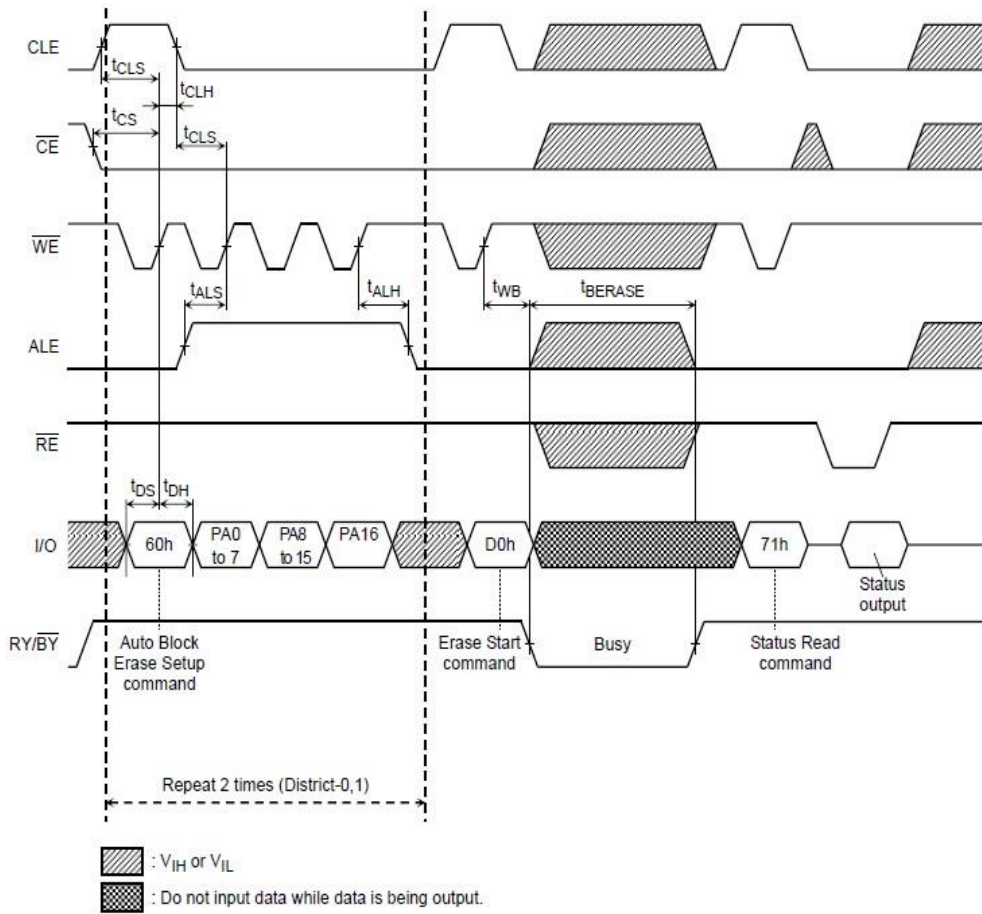 CLE
tCLS
tCLH
tCS
tCLS
CE
WE
tALS
tALH
tWB
tBERASE
ALE
RE
tDS
tDH
I/O
60h
PA0
to 7
PA8
to 15
PA16
D0h
71h
Status
output
RY/BY
Auto Block
Erase Setup
command
Erase Start
command
Busy
Status Read
command
Repeat 2 times (District-0,1)
: VIH or VIL
: Do not input data while data is being output.